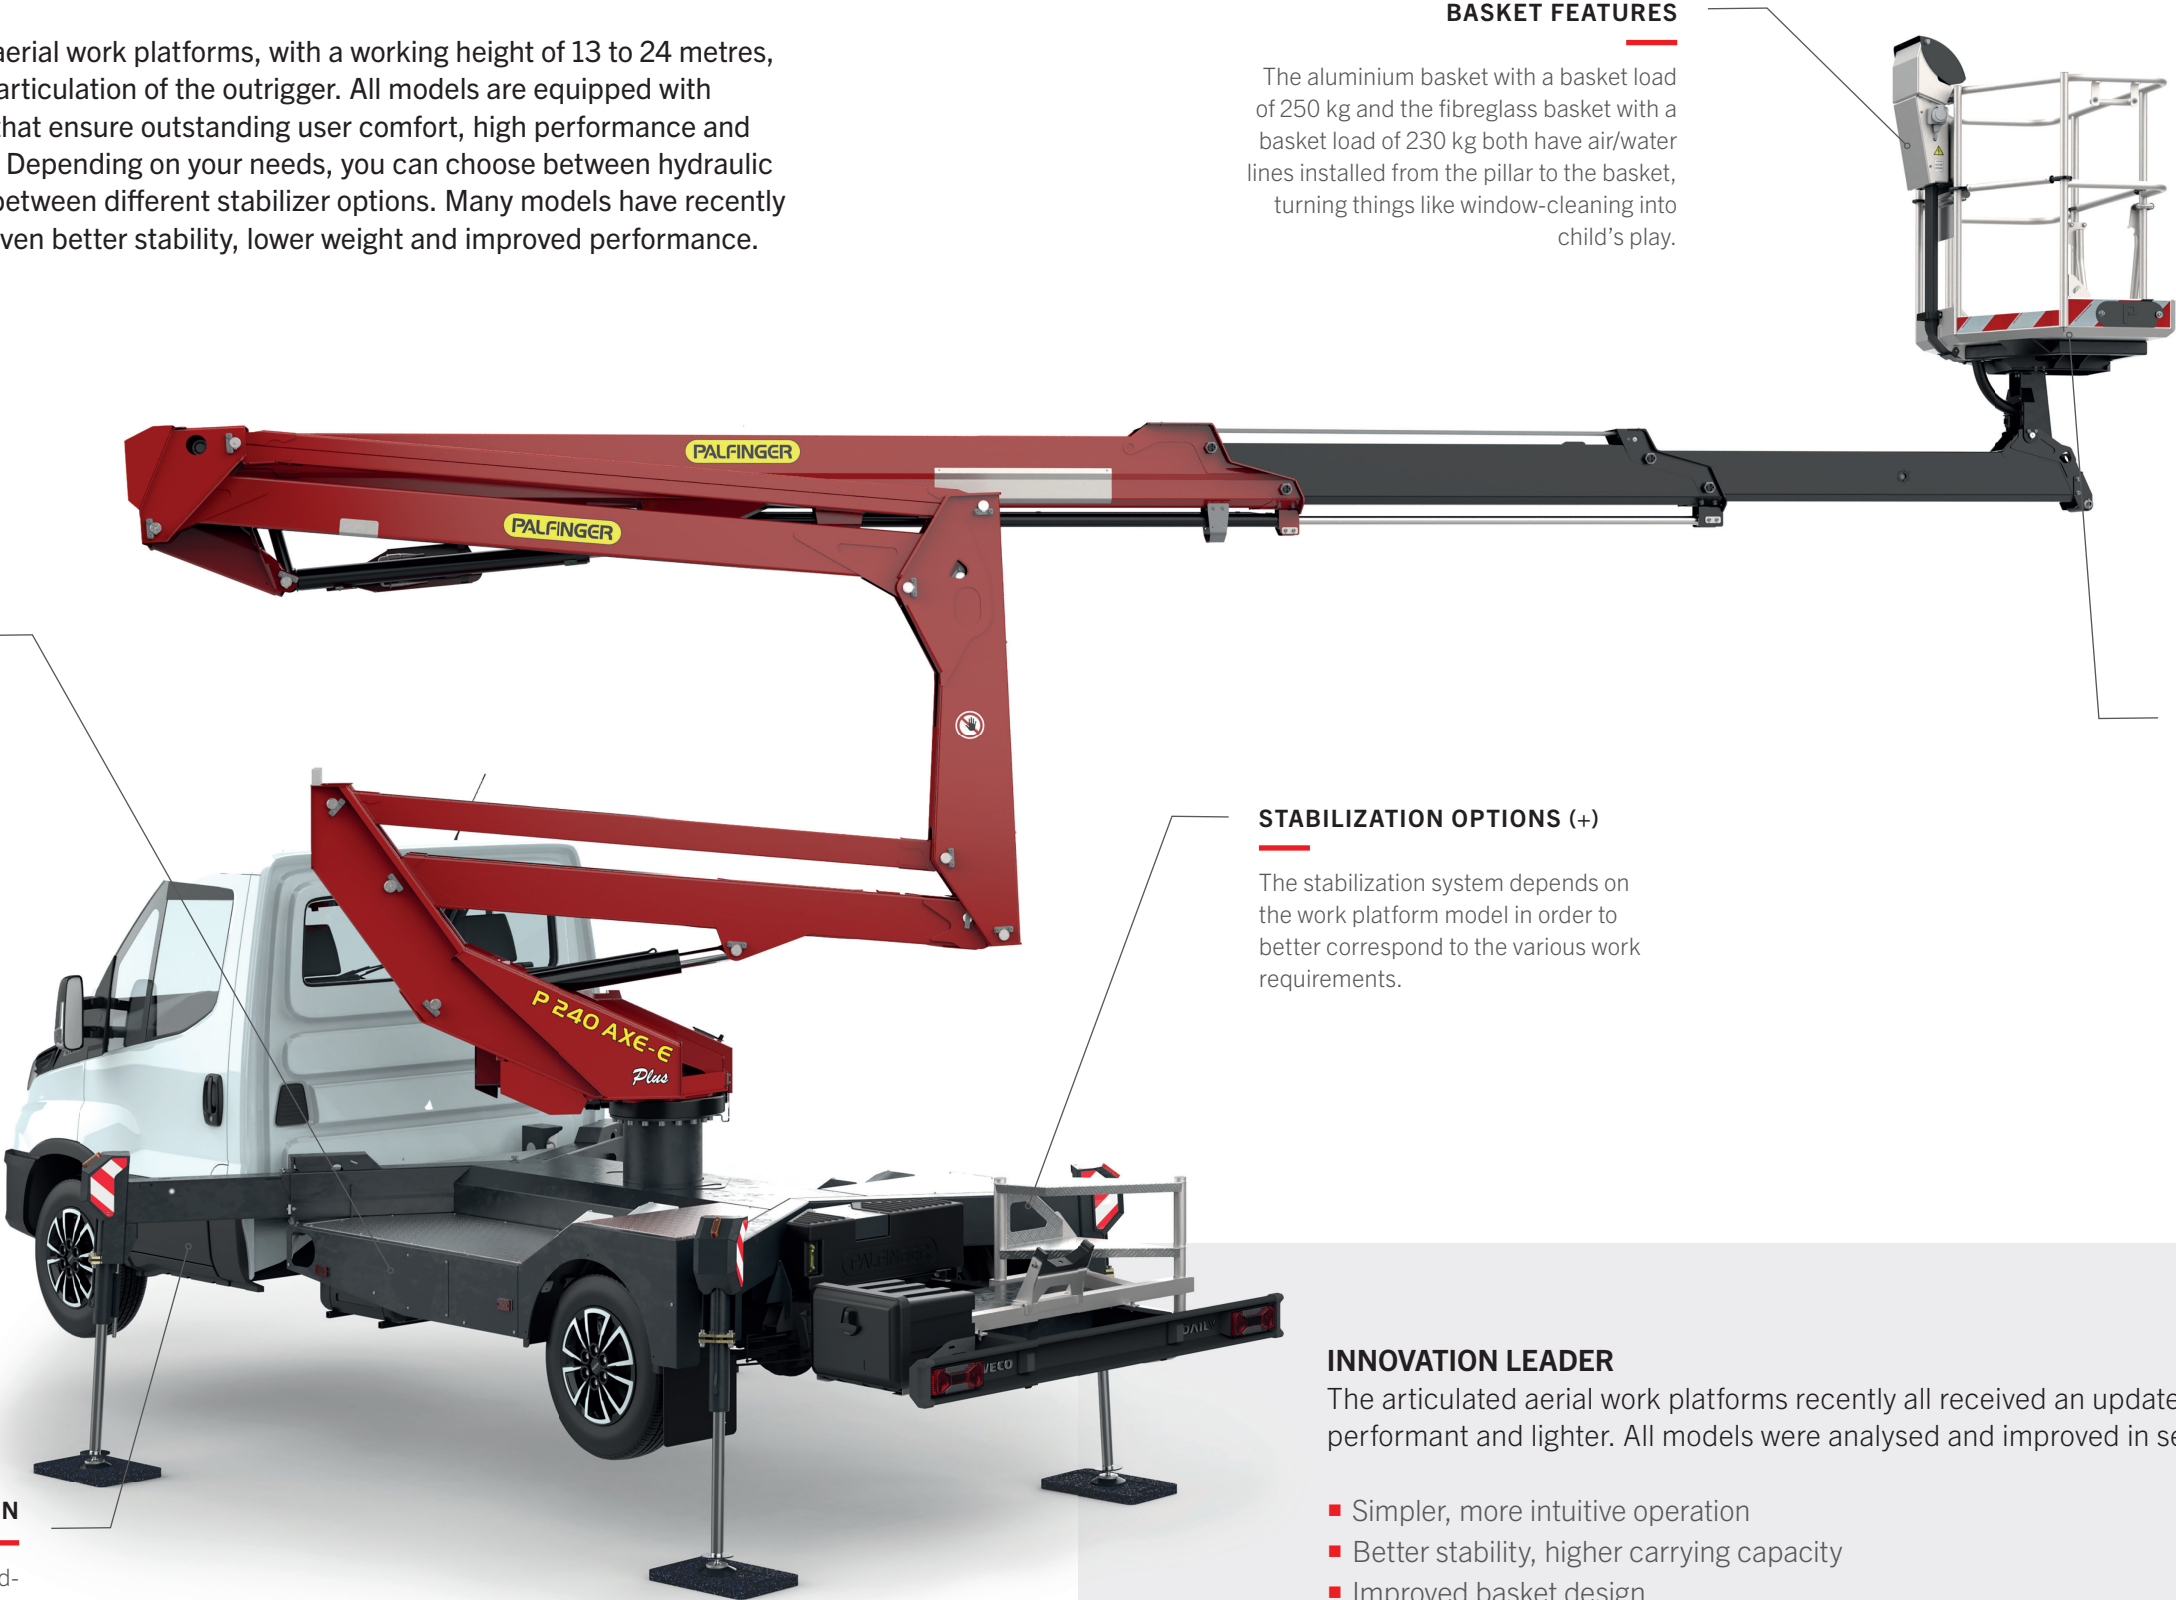 aerial work platforms, with a working height of 13 to 24 metres,
articulation of the outrigger. All models are equipped with
that ensure outstanding user comfort, high performance and
Depending on your needs, you can choose between hydraulic
between different stabilizer options. Many models have recently
even better stability, lower weight and improved performance.
BASKET FEATURES
The aluminium basket with a basket load
of 250 kg and the fibreglass basket with a
basket load of 230 kg both have air/water
lines installed from the pillar to the basket,
turning things like window-cleaning into
child's play.
PALFINGER
PALFINGER
STABILIZATION OPTIONS (+)
The stabilization system depends on
the work platform model in order to
better correspond to the various work
requirements.
P 240 AXE-E
Plus
PALFINGER
DAILY
IVECO
INNOVATION LEADER
The articulated aerial work platforms recently all received an update
performant and lighter. All models were analysed and improved in se
N
d-
■ Simpler, more intuitive operation
■ Better stability, higher carrying capacity
■ Improved basket design